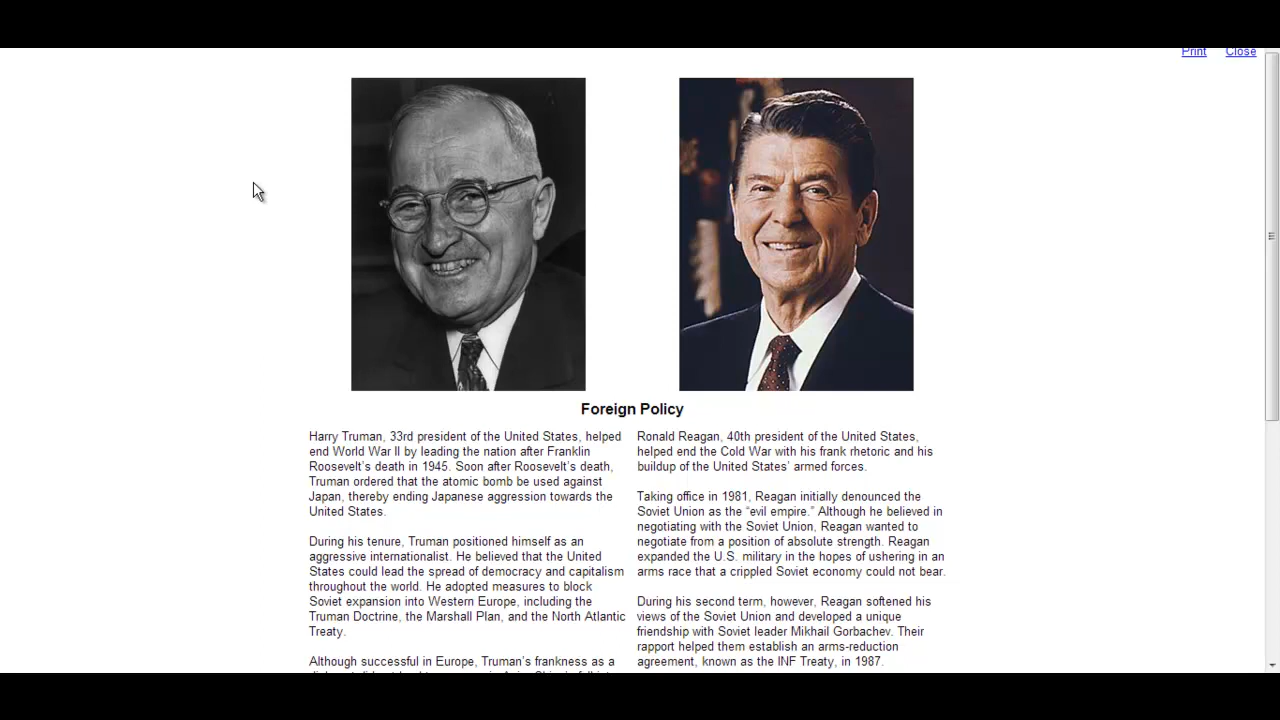 Print Close
Foreign Policy
Harry Truman, 33rd president of the United States, helped
end World War II by leading the nation after Franklin
Roosevelt's death in 1945. Soon after Roosevelt's death,
Truman ordered that the atomic bomb be used against
Japan, thereby ending Japanese aggression towards the
United States.
During his tenure, Truman positioned himself as an
aggressive internationalist. He believed that the United
States could lead the spread of democracy and capitalism
throughout the world. He adopted measures to block
Soviet expansion into Western Europe, including the
Truman Doctrine, the Marshall Plan, and the North Atlantic
Treaty.
Although successful in Europe, Truman's frankness as a
Ronald Reagan, 40th president of the United States,
helped end the Cold War with his frank rhetoric and his
buildup of the United States' armed forces.
Taking office in 1981, Reagan initially denounced the
Soviet Union as the “evil empire.” Although he believed in
negotiating with the Soviet Union, Reagan wanted to
negotiate from a position of absolute strength. Reagan
expanded the U.S. military in the hopes of ushering in an
arms race that a crippled Soviet economy could not bear.
During his second term, however, Reagan softened his
views of the Soviet Union and developed a unique
friendship with Soviet leader Mikhail Gorbachev. Their
rapport helped them establish an arms-reduction
agreement, known as the INF Treaty, in 1987.